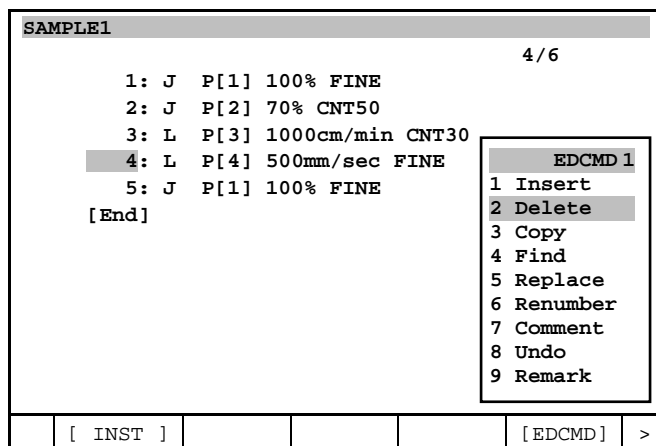 SAMPLE1
4/6
1: J P[1] 100% FINE
2: J P[2] 70% CNT50
3: L P[3] 1000cm/min CNT30
4: L P[4] 500mm/sec FINE
5: J P[1] 100% FINE
[End]
EDCMD 1
1 Insert
2 Delete
3 Copy
4 Find
5 Replace
6 Renumber
7 Comment
8 Undo
9 Remark
[ INST ] [EDCMD] >